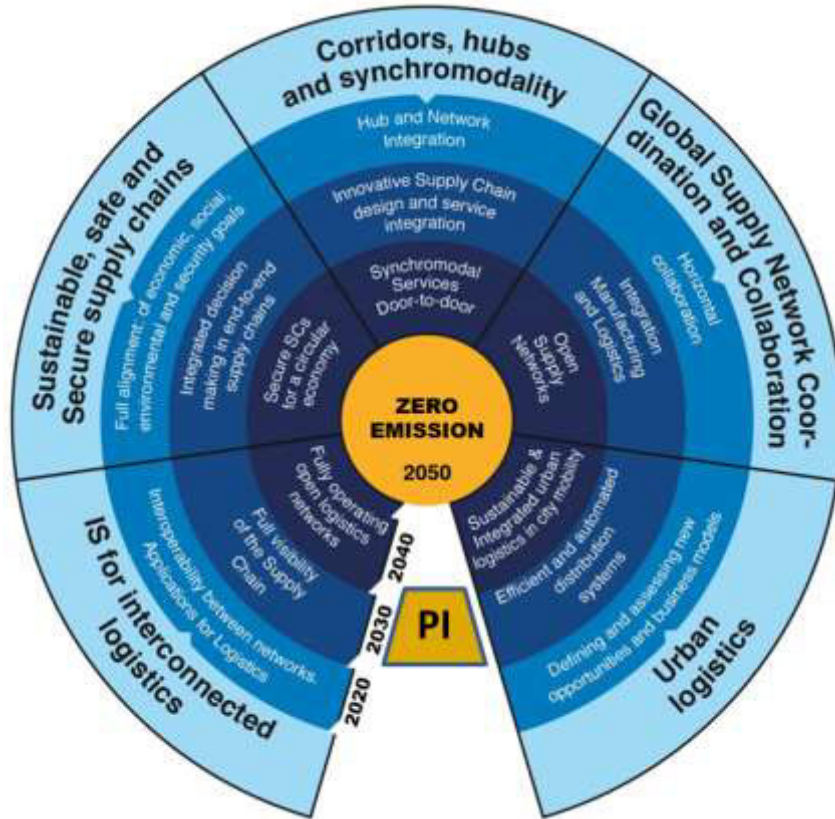 Corridors, hubs
and synchromodality
Hub and Network
Integration
Innovative Supply Chain
design and service
integration
Synchromodal
Services
Door-to-door
Global Supply Network Coor-
dination and Collaboration
Horizontal
collaboration
Integration
Manufacturing
and Logistics
Open
Supply
Networks
Urban
logistics
Defining and assessing new
opportunities and business models
Efficient and automated
distribution
systems
Sustainable &
Integrated urban
logistics in city mobility
Sustainable, safe and
Secure supply chains
Full alignment, of economic, social,
environmental and security goals
Integrated decision
making in end-to-end
supply chains
Secure SCs
for a circular
economy
IS for interconnected
logistics
Interoperability between networks.
Applications for Logistics
Full visibility
of the Supply
Chain
Fully operating
open logistics
networks
ZERO
EMISSION
2050
2040
2030
2020
PI